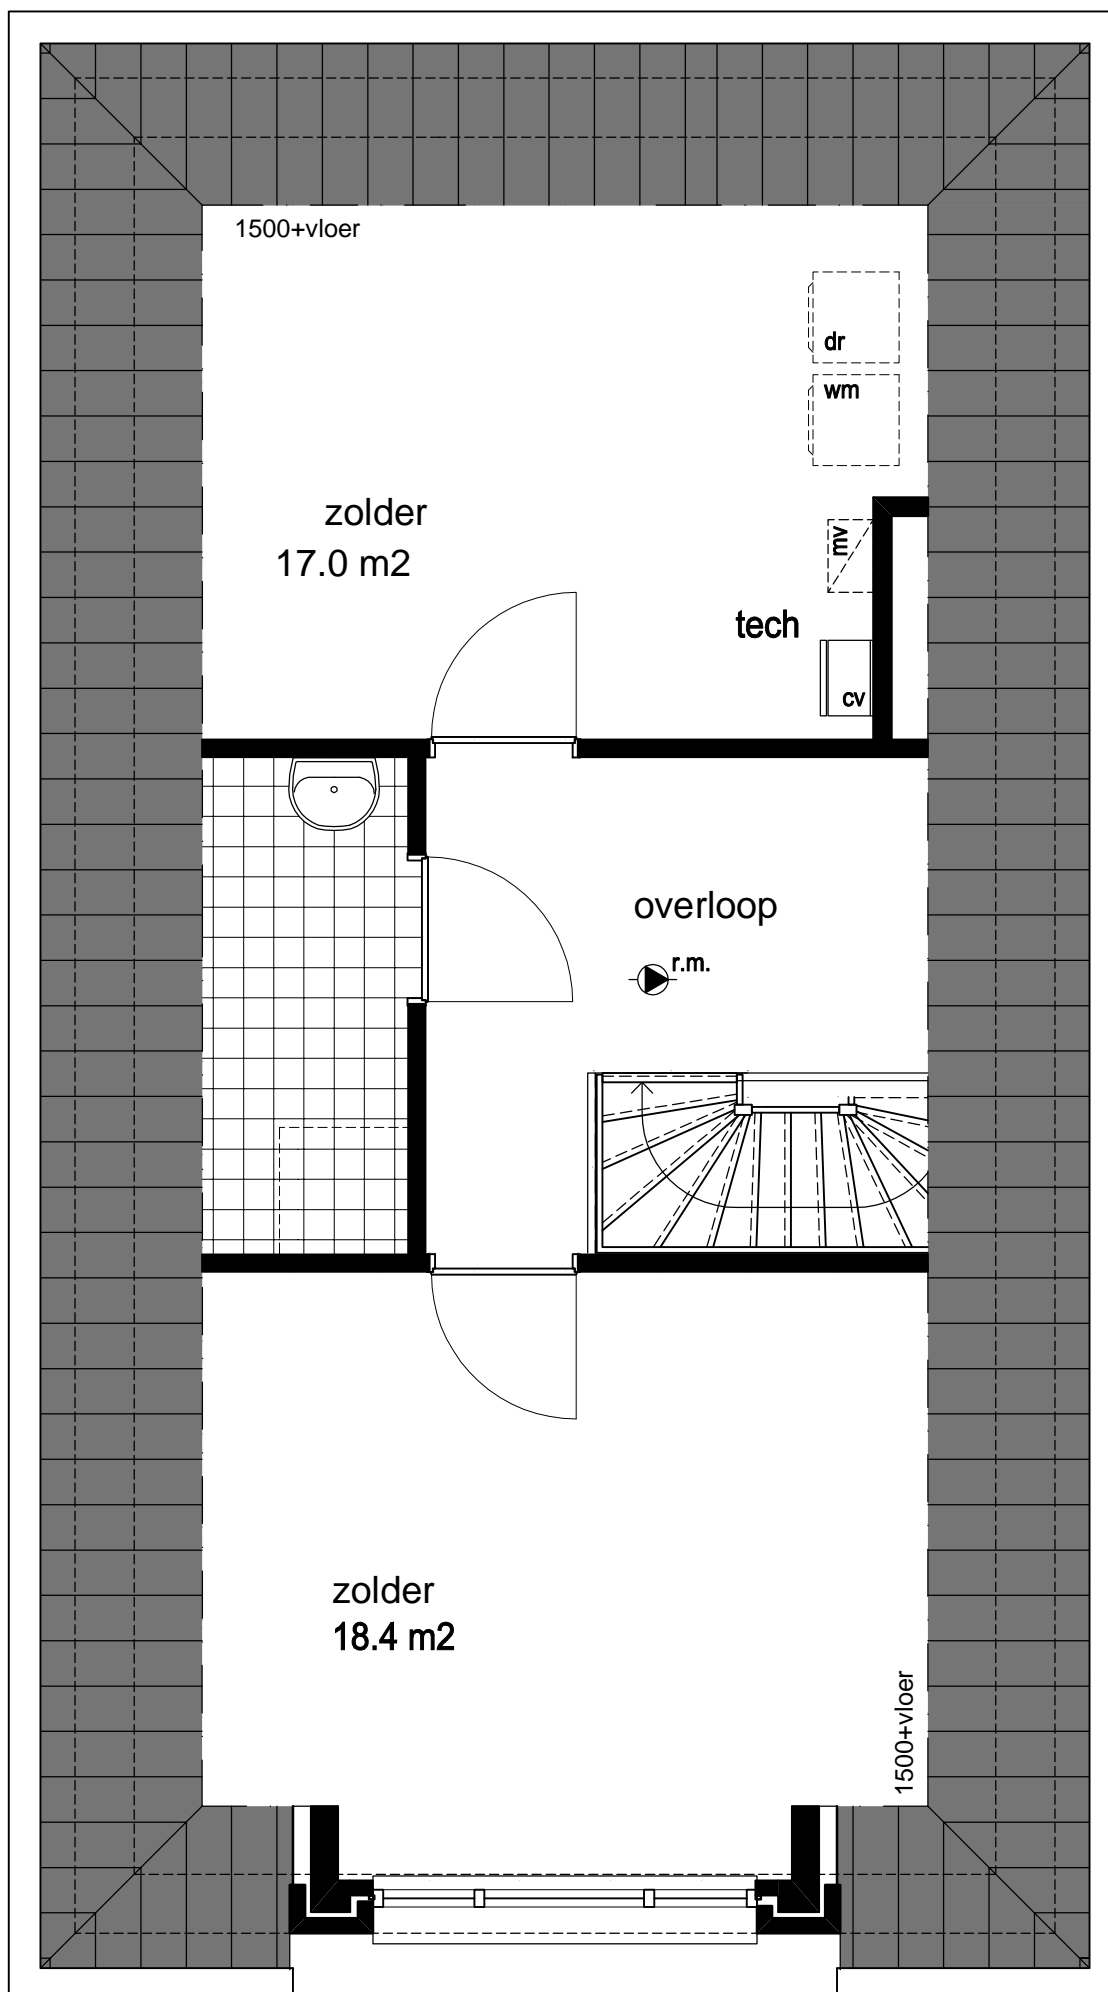 1500+vloer
dr
wm
zolder
17.0 m2
mv
tech
cv
overloop
r.m.
zolder
18.4 m2
1500+vloer